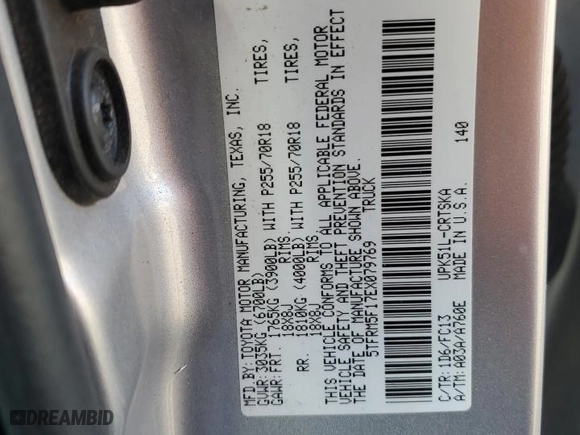 MFD.BY:TOYOTA MOTOR MANUFACTURING, TEXAS, INC.
GVWR:3035KG(6700LB)
GAWR:FRT. 1765KG(3900LB) WITH P255/70R18 TIRES,
18X8J RIMS
RR. 1810KG(4000LB) WITH P255/70R18 TIRES,
18X8J RIMS
THIS VEHICLE CONFORMS TO ALL APPLICABLE FEDERAL MOTOR
VEHICLE SAFETY AND THEFT PREVENTION STANDARDS IN EFFECT
THE DATE OF MANUFACTURE SHOWN ABOVE.
5TFRM5F17EX079769 TRUCK
C/TR:1D6/FC13 UPK51L-CRTSKA 140
A/TM:A03A/A760E MADE IN U.S.A.
DREAMBID